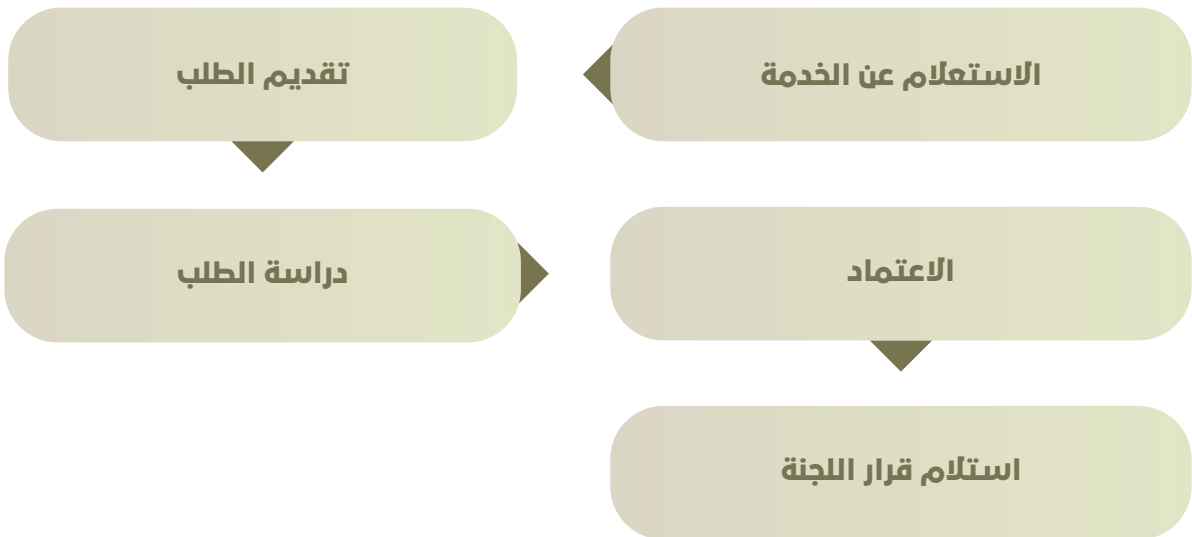 الاستعلام عن الخدمة
تقديم الطلب
دراسة الطلب
الاعتماد
استلام قرار اللجنة